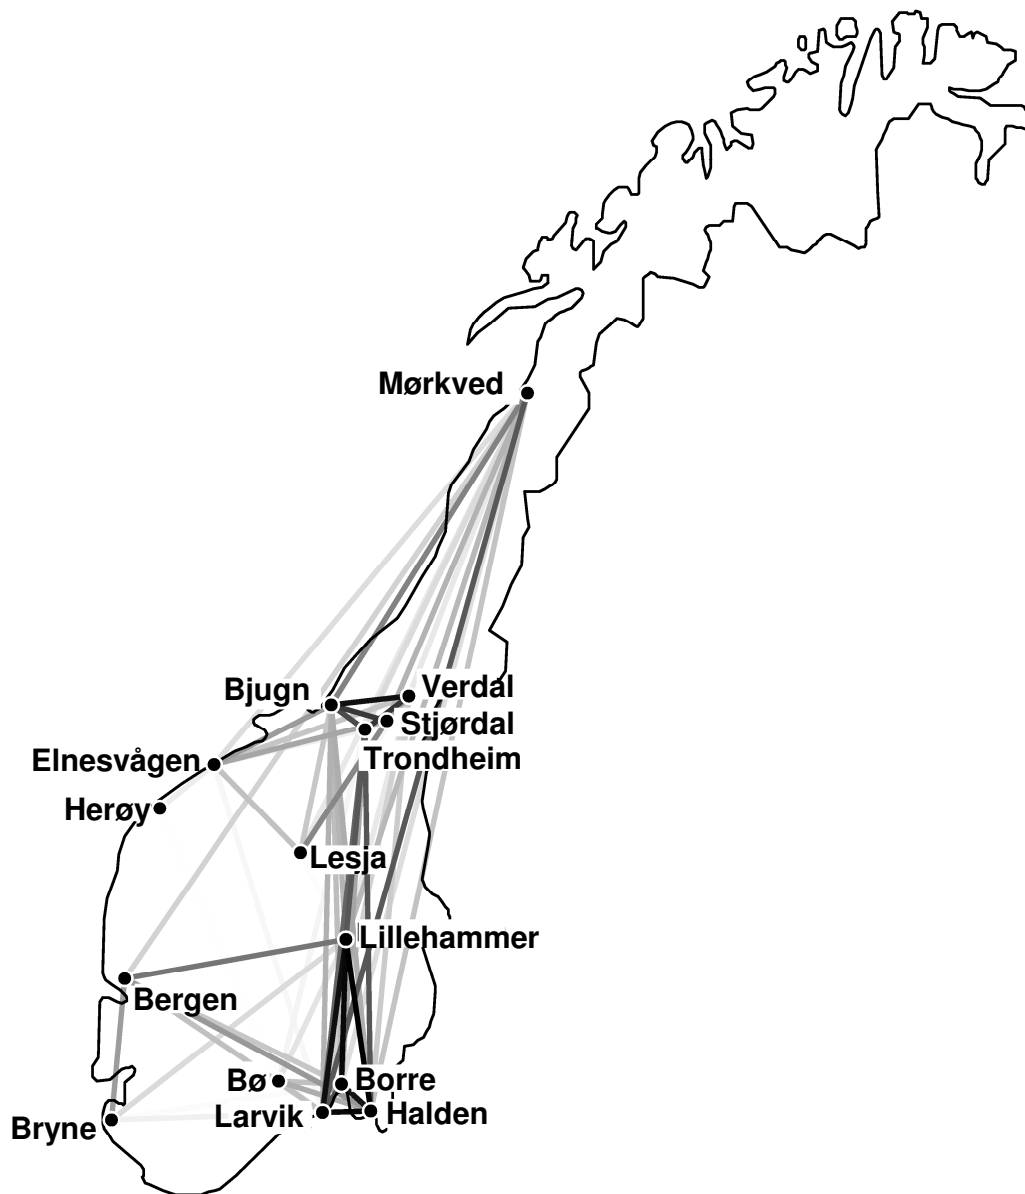 Mørkved
Verdal
Bjugn
Stjørdal
Trondheim
Elnesvågen
Herøy
Lesja
Lillehammer
Bergen
Bø
Borre
Larvik
Halden
Bryne